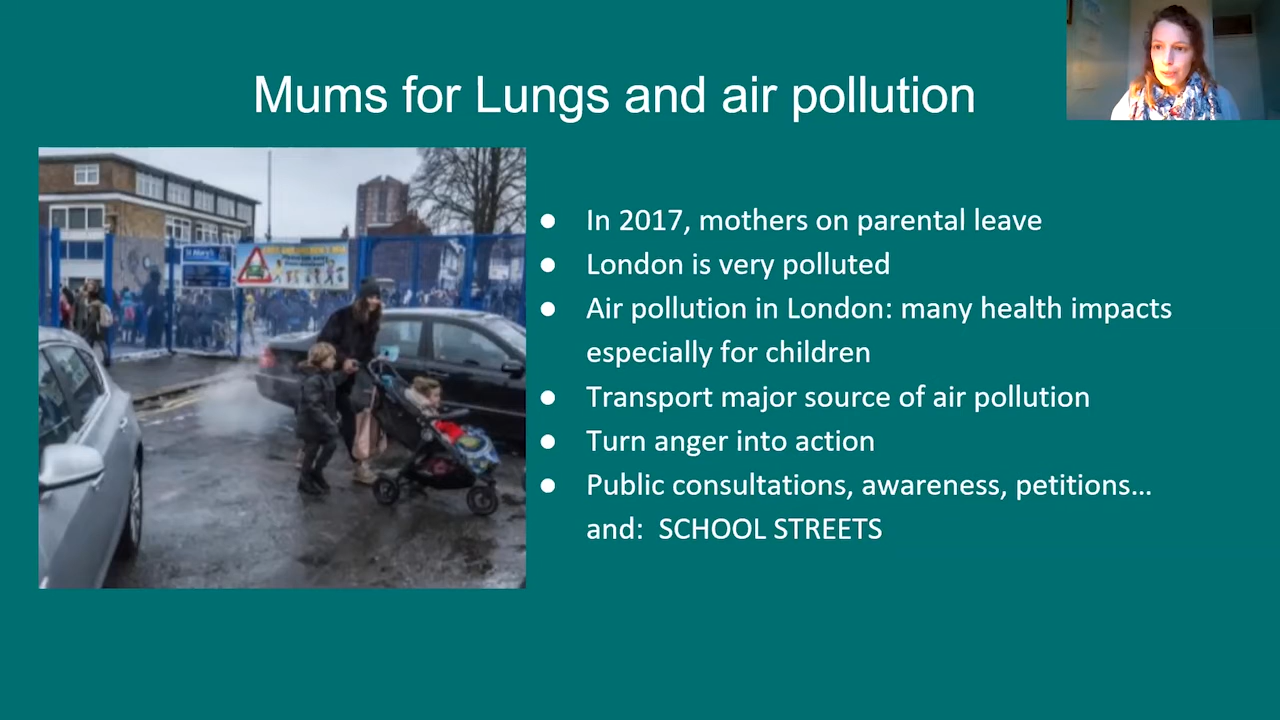 Mums for Lungs and air pollution
● In 2017, mothers on parental leave
● London is very polluted
● Air pollution in London: many health impacts
especially for children
● Transport major source of air pollution
● Turn anger into action
● Public consultations, awareness, petitions...
and:  SCHOOL STREETS
St Mary's